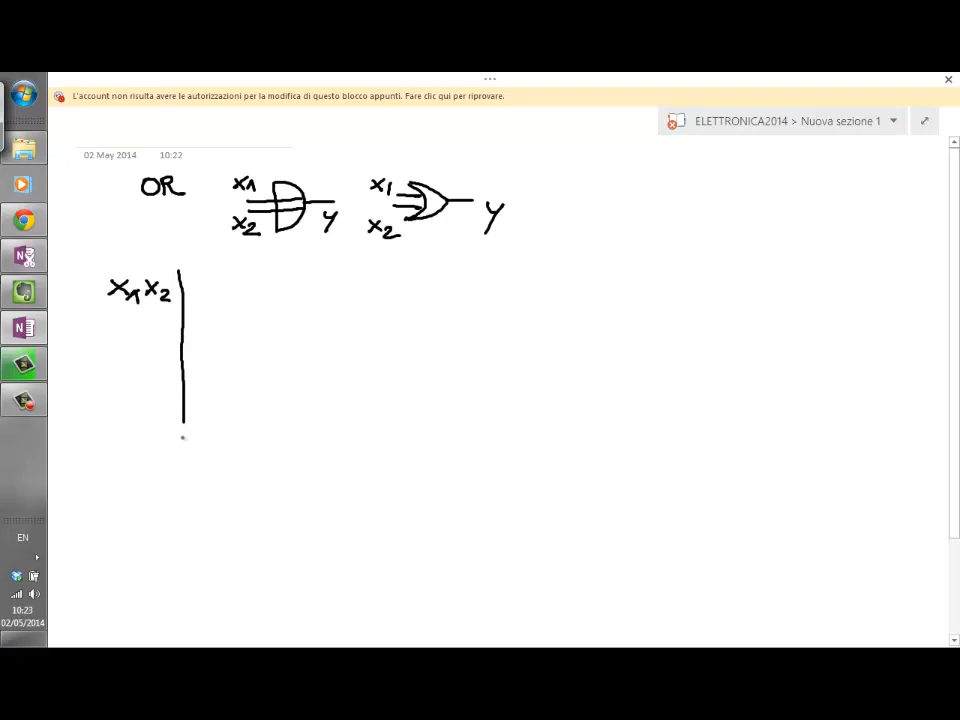 ...
L'account non risulta avere le autorizzazioni per la modifica di questo blocco appunti. Fare clic qui per riprovare.
ELETTRONICA2014 > Nuova sezione 1
02 May 2014 10:22
OR x1 x2 y x1 x2 y
x1 x2
EN
10:23
02/05/2014